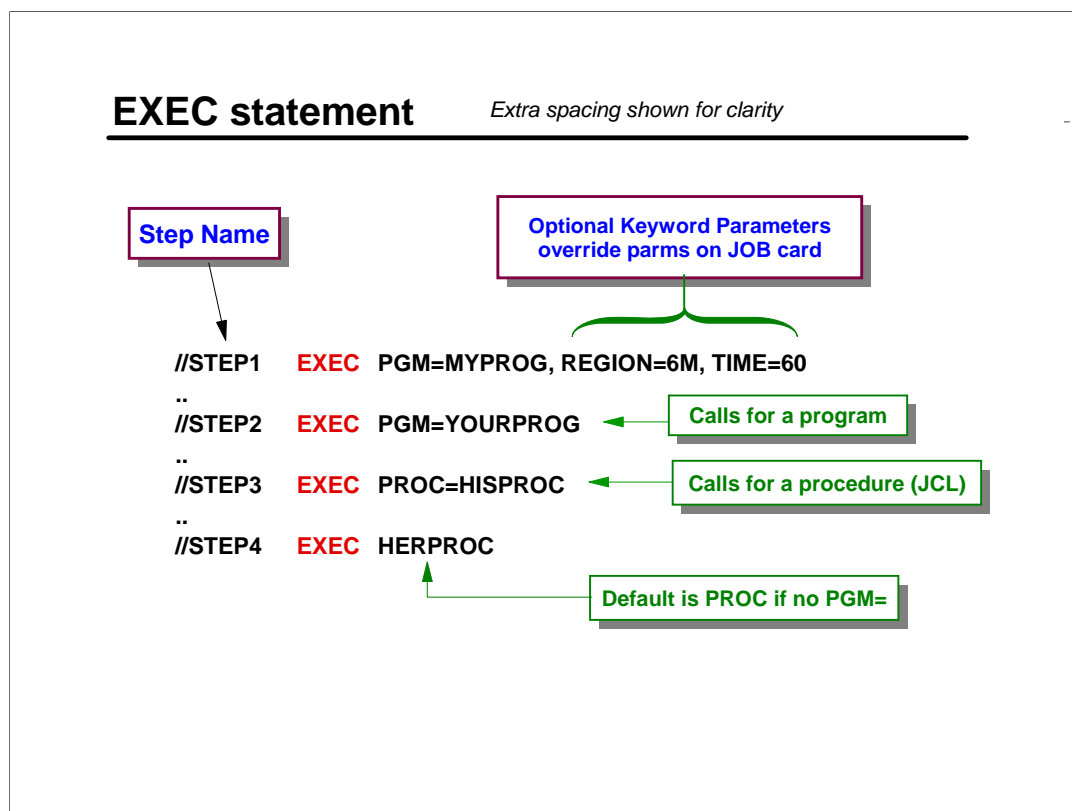 EXEC statement Extra spacing shown for clarity
Step Name
Optional Keyword Parameters
override parms on JOB card
//STEP1 EXEC PGM=MYPROG, REGION=6M, TIME=60
..
//STEP2 EXEC PGM=YOURPROG
Calls for a program
..
//STEP3 EXEC PROC=HISPROC
Calls for a procedure (JCL)
..
//STEP4 EXEC HERPROC
Default is PROC if no PGM=